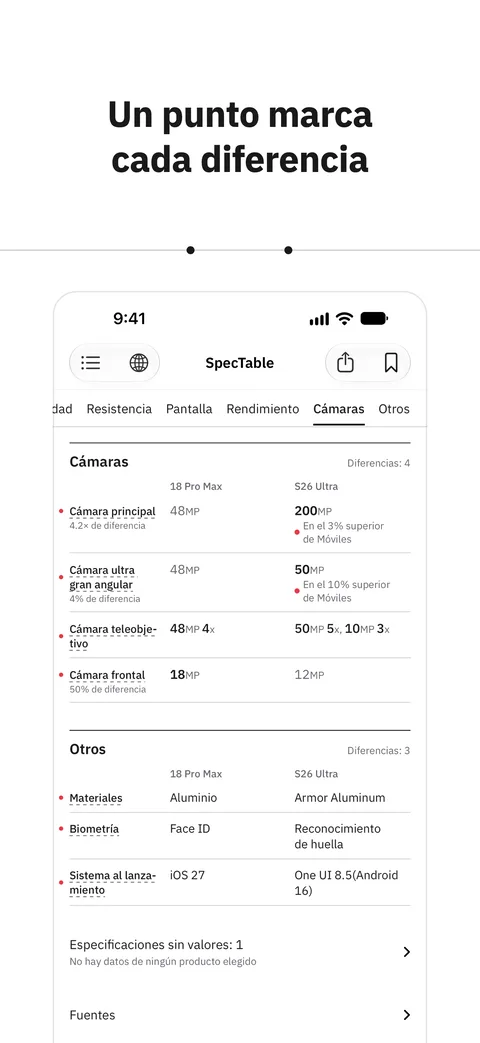 Un punto marca
cada diferencia
9:41
SpecTable
dad Resistencia Pantalla Rendimiento Cámaras Otros
Cámaras Diferencias: 4
18 Pro Max S26 Ultra
Cámara principal 48MP 200MP
4.2× de diferencia En el 3% superior
de Móviles
Cámara ultra 48MP 50MP
gran angular En el 10% superior
4% de diferencia de Móviles
Cámara teleobje- 48MP 4x 50MP 5x, 10MP 3x
tivo
Cámara frontal 18MP 12MP
50% de diferencia
Otros Diferencias: 3
18 Pro Max S26 Ultra
Materiales Aluminio Armor Aluminum
Biometría Face ID Reconocimiento
de huella
Sistema al lanza- iOS 27 One UI 8.5(Android
miento 16)
Especificaciones sin valores: 1
No hay datos de ningún producto elegido
Fuentes